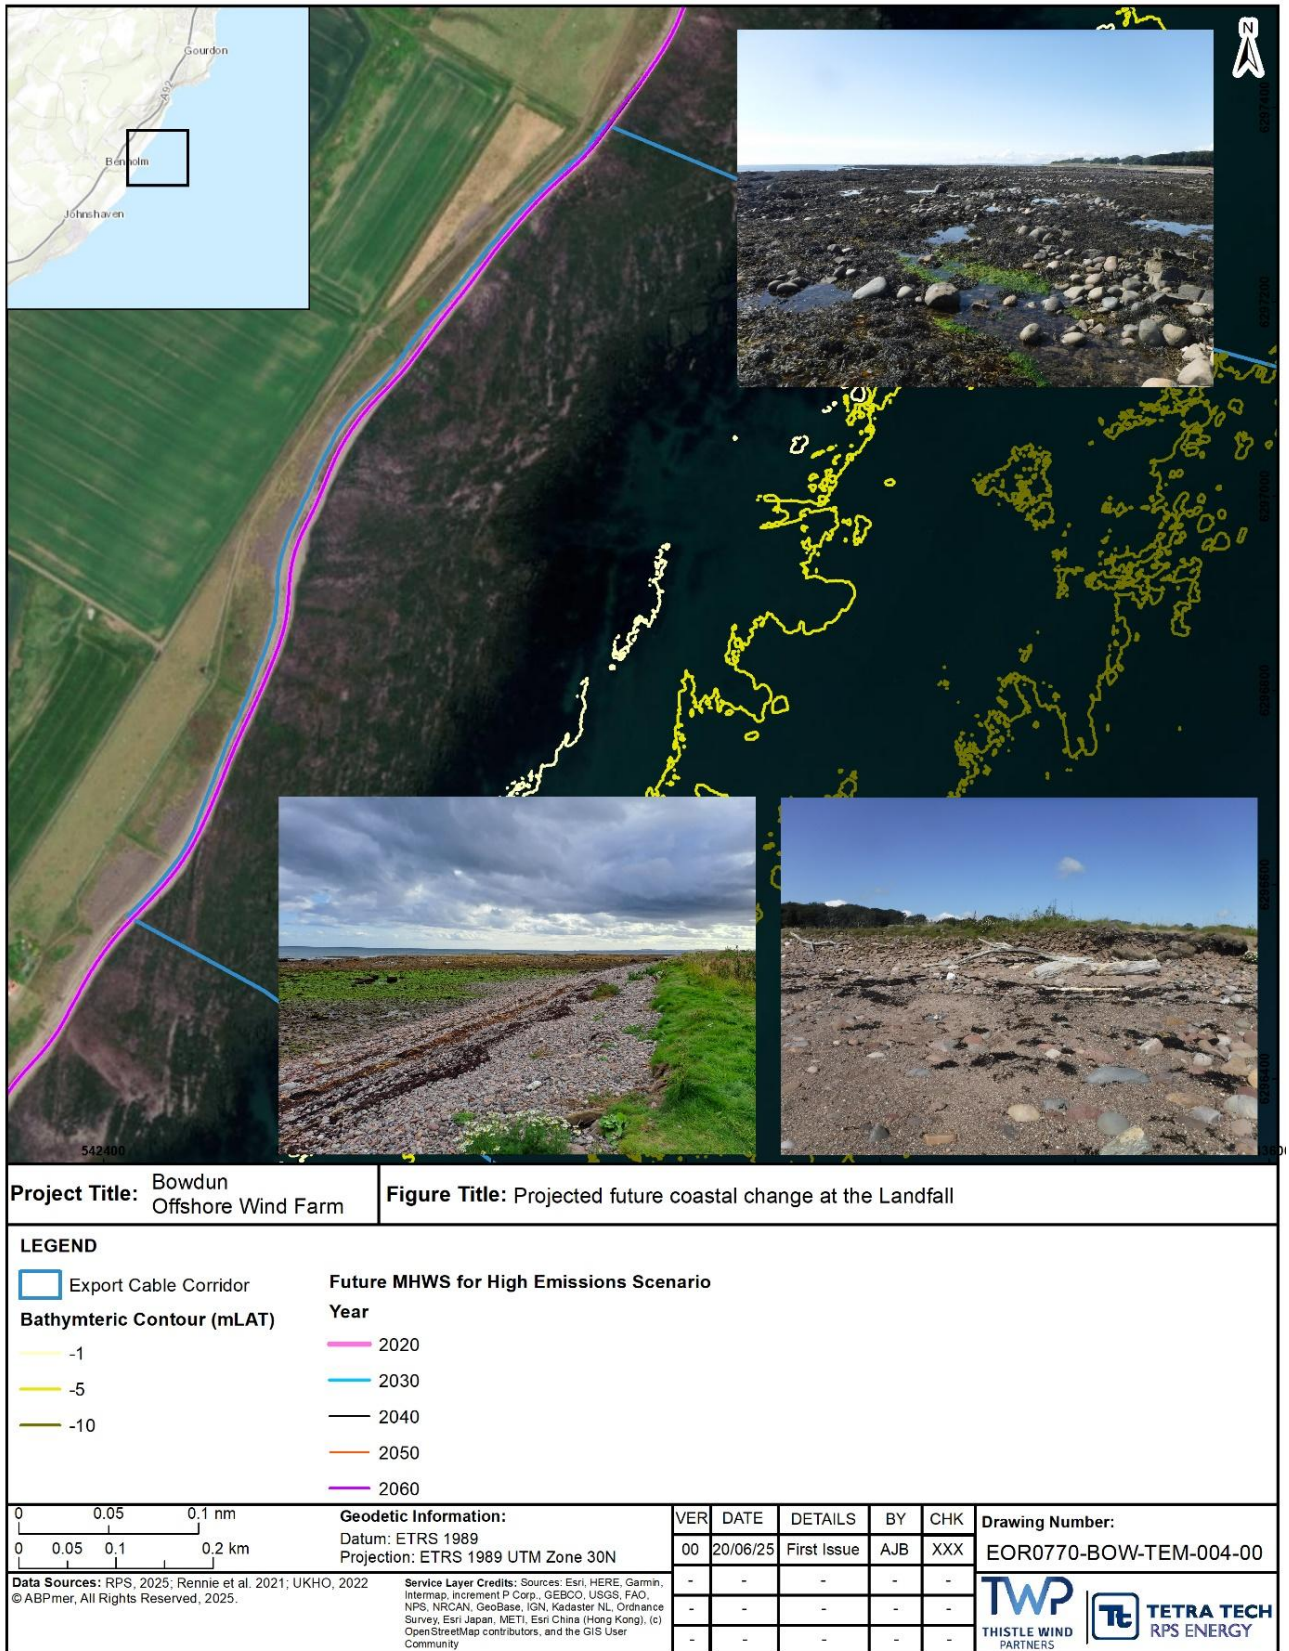 Gourdon
A92
Benholm
Johnshaven
N
6297400
6297200
6297000
6296800
6296600
6296400
542400
Project Title: Bowdun
Offshore Wind Farm
Figure Title: Projected future coastal change at the Landfall
LEGEND
Export Cable Corridor
Bathymteric Contour (mLAT)
-1
-5
-10
Future MHWS for High Emissions Scenario
Year
2020
2030
2040
2050
2060
0 0.05 0.1 nm
0 0.05 0.1 0.2 km
Geodetic Information:
Datum: ETRS 1989
Projection: ETRS 1989 UTM Zone 30N
VER DATE DETAILS BY CHK
00 20/06/25 First Issue AJB XXX
- - - - -
- - - - -
- - - - -
Drawing Number:
EOR0770-BOW-TEM-004-00
Data Sources: RPS, 2025; Rennie et al. 2021; UKHO, 2022
© ABPmer, All Rights Reserved, 2025.
Service Layer Credits: Sources: Esri, HERE, Garmin,
Intermap, increment P Corp., GEBCO, USGS, FAO,
NPS, NRCAN, GeoBase, IGN, Kadaster NL, Ordnance
Survey, Esri Japan, METI, Esri China (Hong Kong), (c)
OpenStreetMap contributors, and the GIS User
Community
TWP
THISTLE WIND
PARTNERS
Tt
TETRA TECH
RPS ENERGY